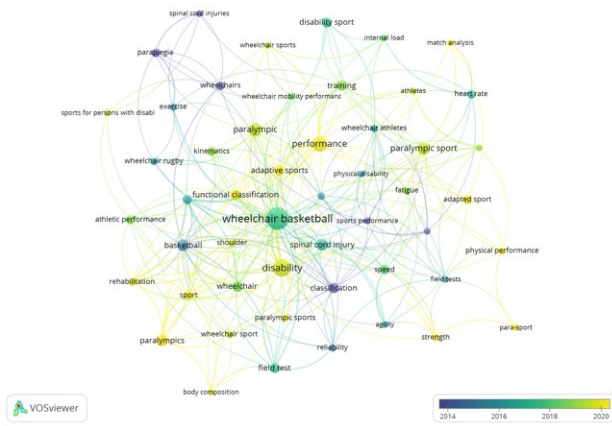 spinal cord injuries
disability sport
internal load
match analysis
wheelchair sports
paraplegia
wheelchairs
training
athletes
heart rate
wheelchair mobility performanc
exercise
sports for persons with disabi
paralympic
wheelchair athletes
performance
paralympic sport
kinematics
wheelchair rugby
adaptive sports
physical disability
fatigue
functional classification
adapted sport
athletic performance
wheelchair basketball
sports performance
basketball
shoulder
spinal cord injury
physical performance
disability
speed
rehabilitation
wheelchair
classification
field tests
sport
paralympic sports
agility
para-sport
paralympics
wheelchair sport
strength
reliability
field test
body composition
VOSviewer
2014 2016 2018 2020